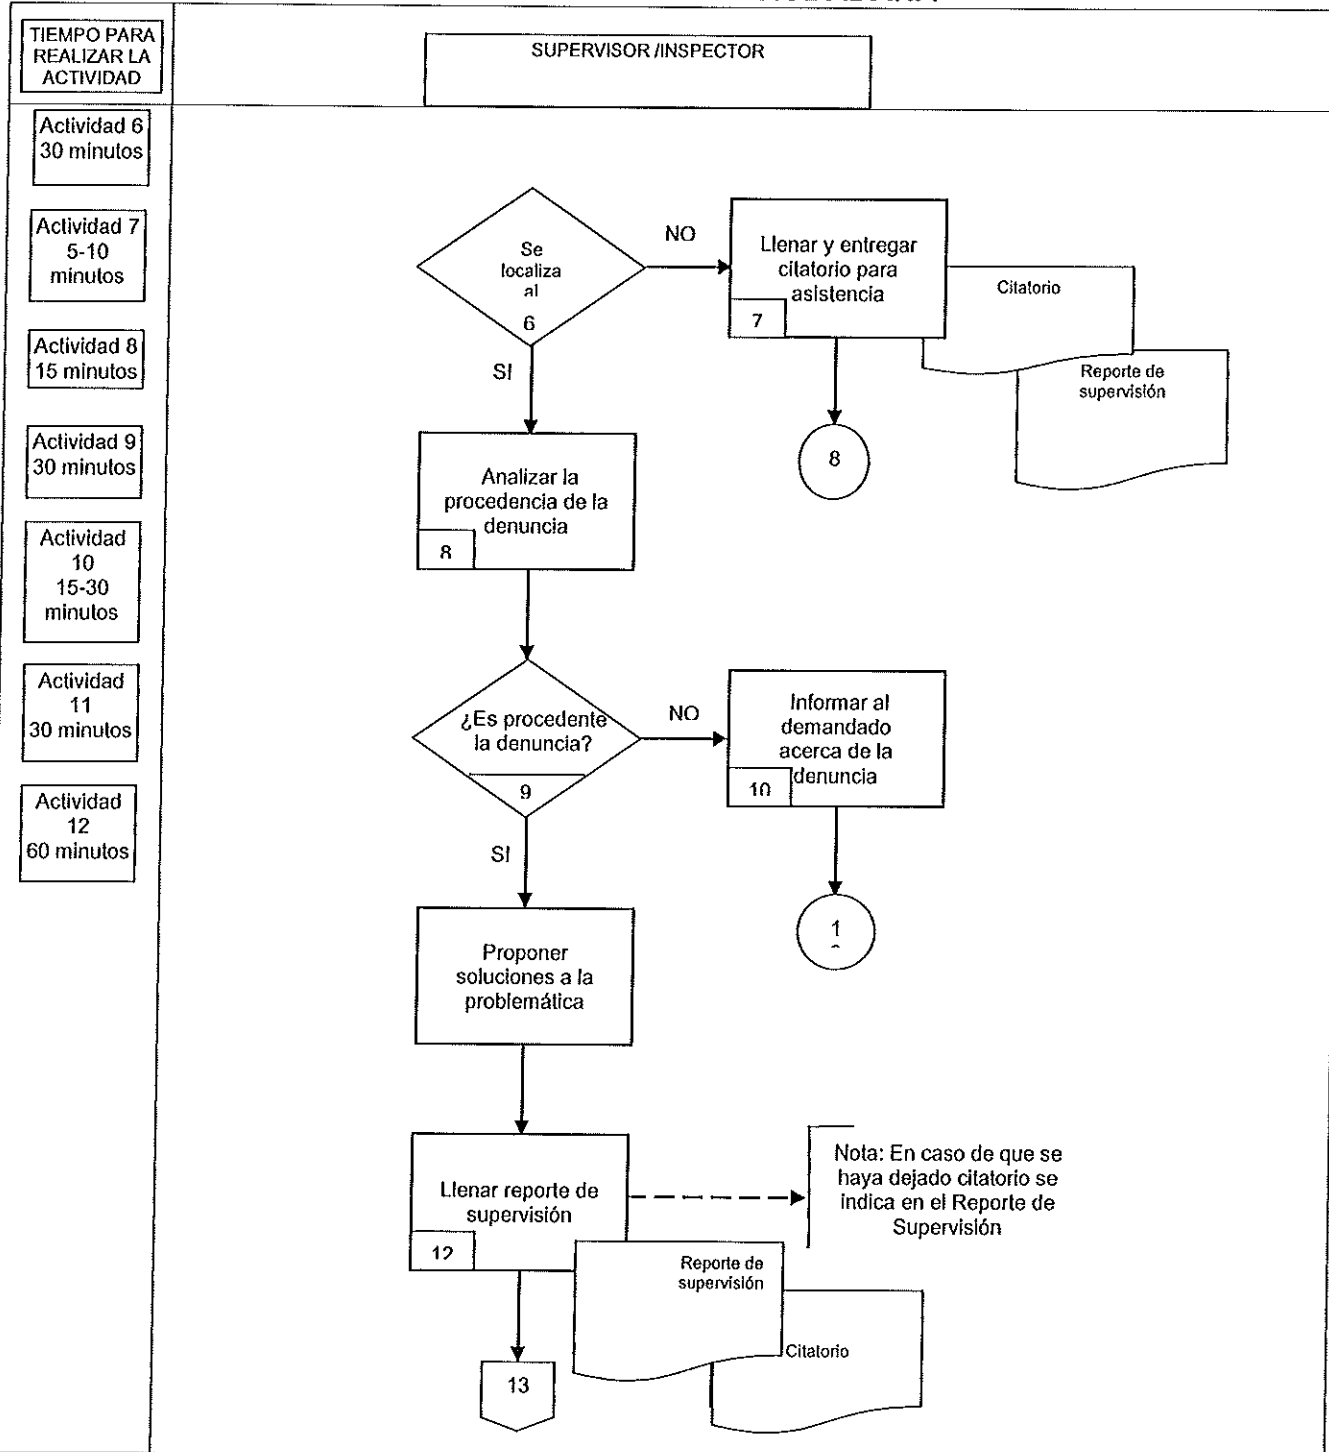 TIEMPO PARA
REALIZAR LA
ACTIVIDAD
SUPERVISOR /INSPECTOR
Actividad 6
30 minutos
Actividad 7
5-10
minutos
Actividad 8
15 minutos
Actividad 9
30 minutos
Actividad
10
15-30
minutos
Actividad
11
30 minutos
Actividad
12
60 minutos
Se
localiza
al
6
NO
SI
Llenar y entregar
citatorio para
asistencia
7
Citatorio
Reporte de
supervisión
8
Analizar la
procedencia de la
denuncia
8
¿Es procedente
la denuncia?
9
NO
SI
Informar al
demandado
acerca de la
denuncia
10
1
Proponer
soluciones a la
problemática
Llenar reporte de
supervisión
12
Nota: En caso de que se
haya dejado citatorio se
indica en el Reporte de
Supervisión
Reporte de
supervisión
Citatorio
13